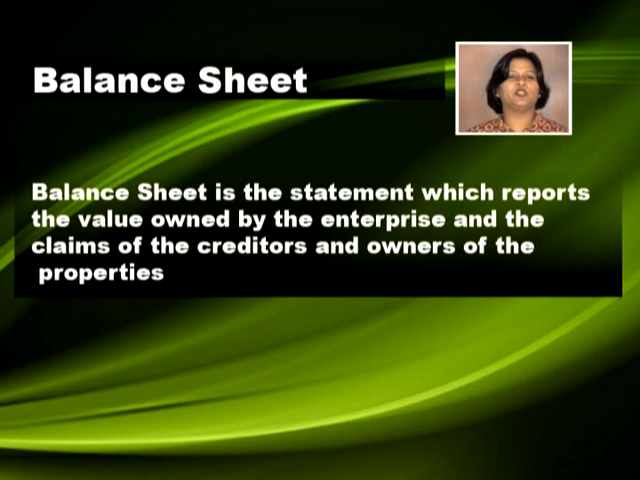 Balance Sheet
Balance Sheet is the statement which reports
the value owned by the enterprise and the
claims of the creditors and owners of the
properties